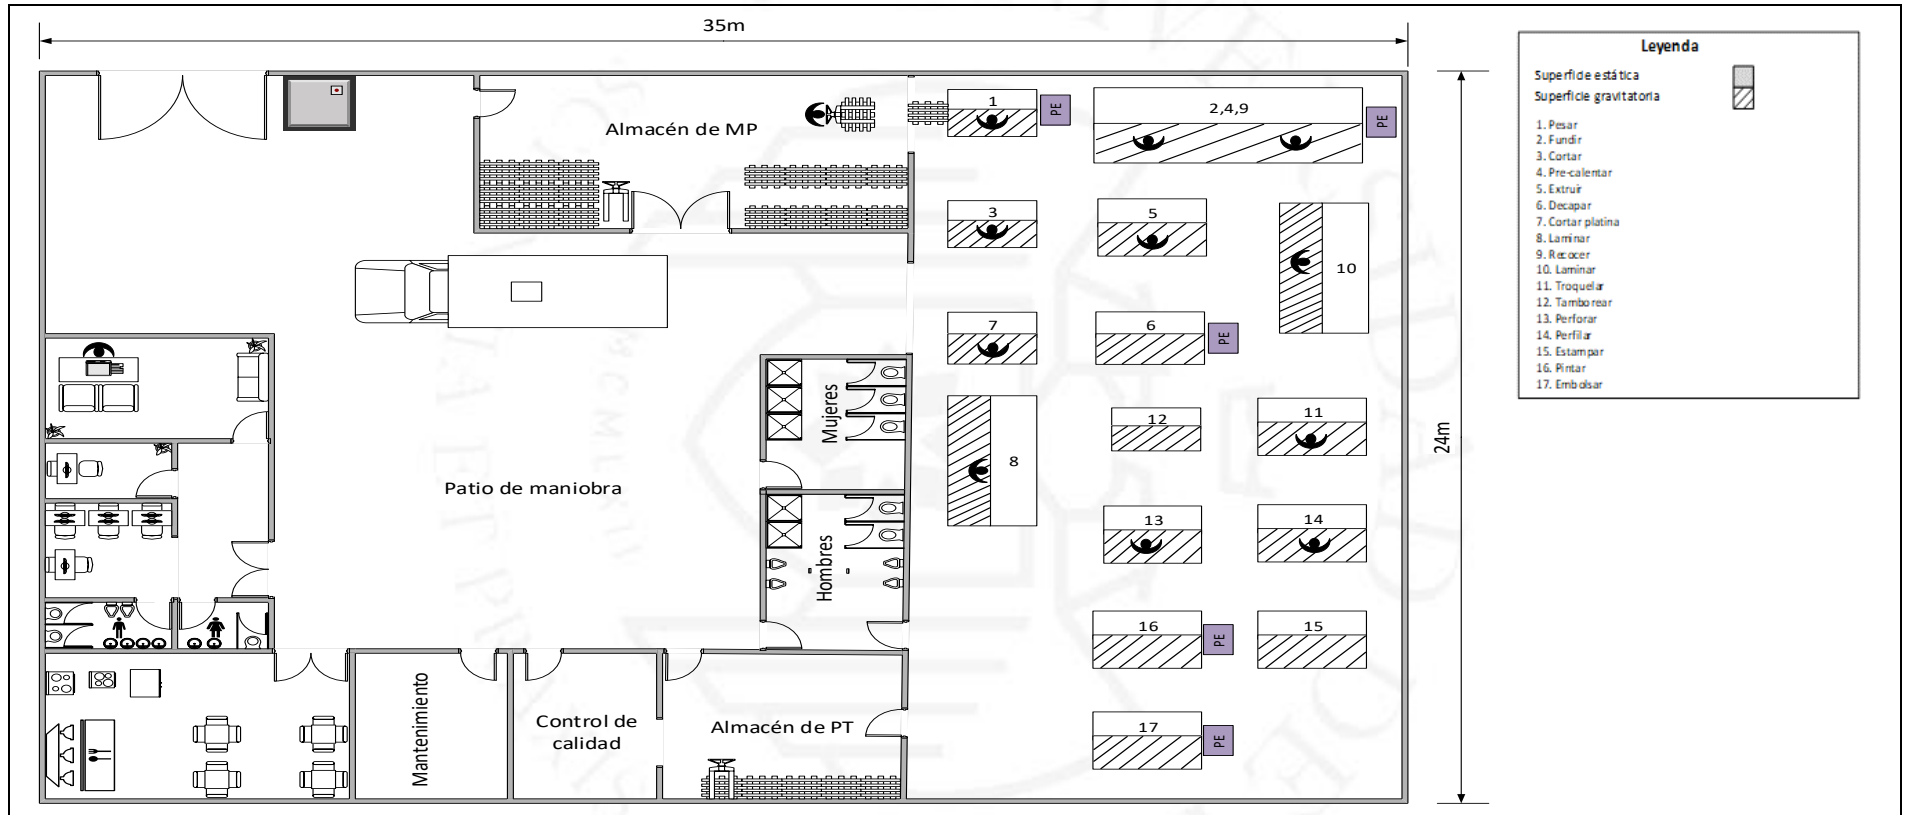 35m
Leyenda
Superficie estática
Superficie gravitatoria
1. Pesar
2. Fundir
3. Cortar
4. Pre-calentar
5. Extruir
6. Decapar
7. Cortar platina
8. Laminar
9. Recocer
10. Laminar
11. Troquelar
12. Tamborear
13. Perforar
14. Perfilar
15. Estampar
16. Pintar
17. Embolsar
Almacén de MP
1
PE
2,4,9
PE
3
5
10
7
6
PE
Mujeres
12
11
8
24m
Patio de maniobra
Hombres
13
14
16
PE
15
Mantenimiento
Control de
calidad
Almacén de PT
17
PE